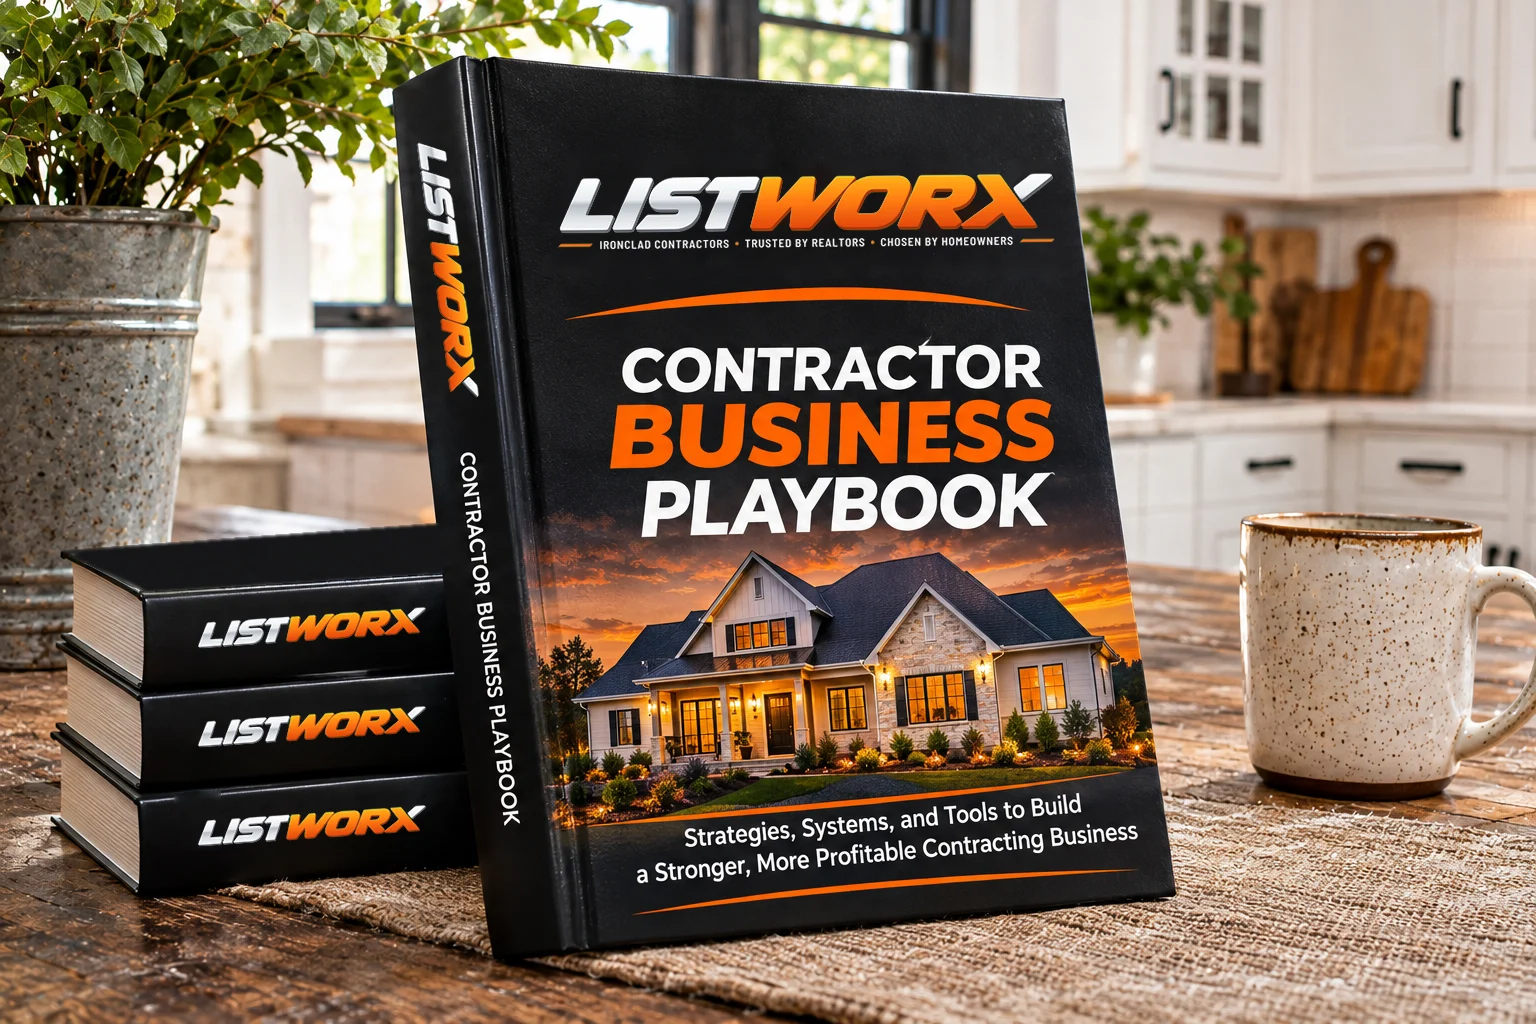 LISTWORX
IRONCLAD CONTRACTORS • TRUSTED BY REALTORS • CHOSEN BY HOMEOWNERS
CONTRACTOR
BUSINESS
PLAYBOOK
Strategies, Systems, and Tools to Build
a Stronger, More Profitable Contracting Business
LISTWORX
CONTRACTOR BUSINESS PLAYBOOK
LISTWORX
LISTWORX
LISTWORX